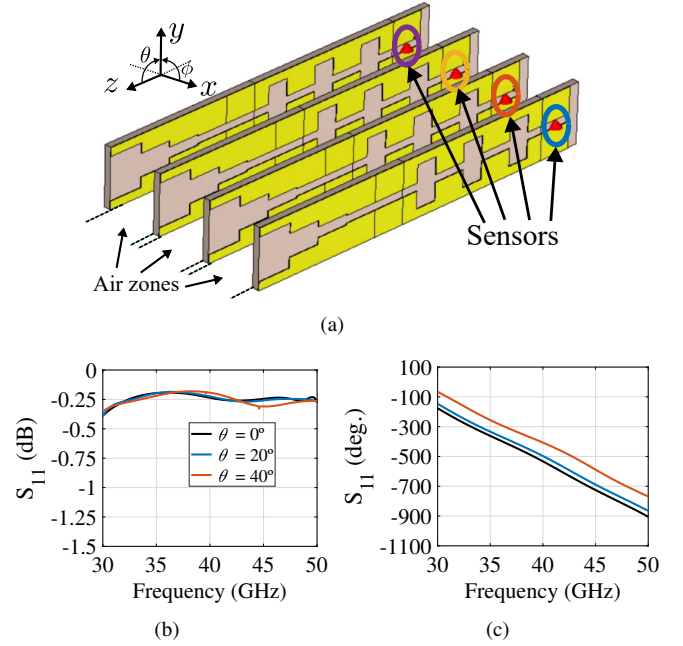 y
θ
ϕ
z
x
Sensors
Air zones
(a)
0
-0.25
-0.5
-0.75
-1
-1.25
-1.5
S11 (dB)
θ = 0º
θ = 20º
θ = 40º
30 35 40 45 50
Frequency (GHz)
(b)
100
-100
-300
-500
-700
-900
-1100
S11 (deg.)
30 35 40 45 50
Frequency (GHz)
(c)